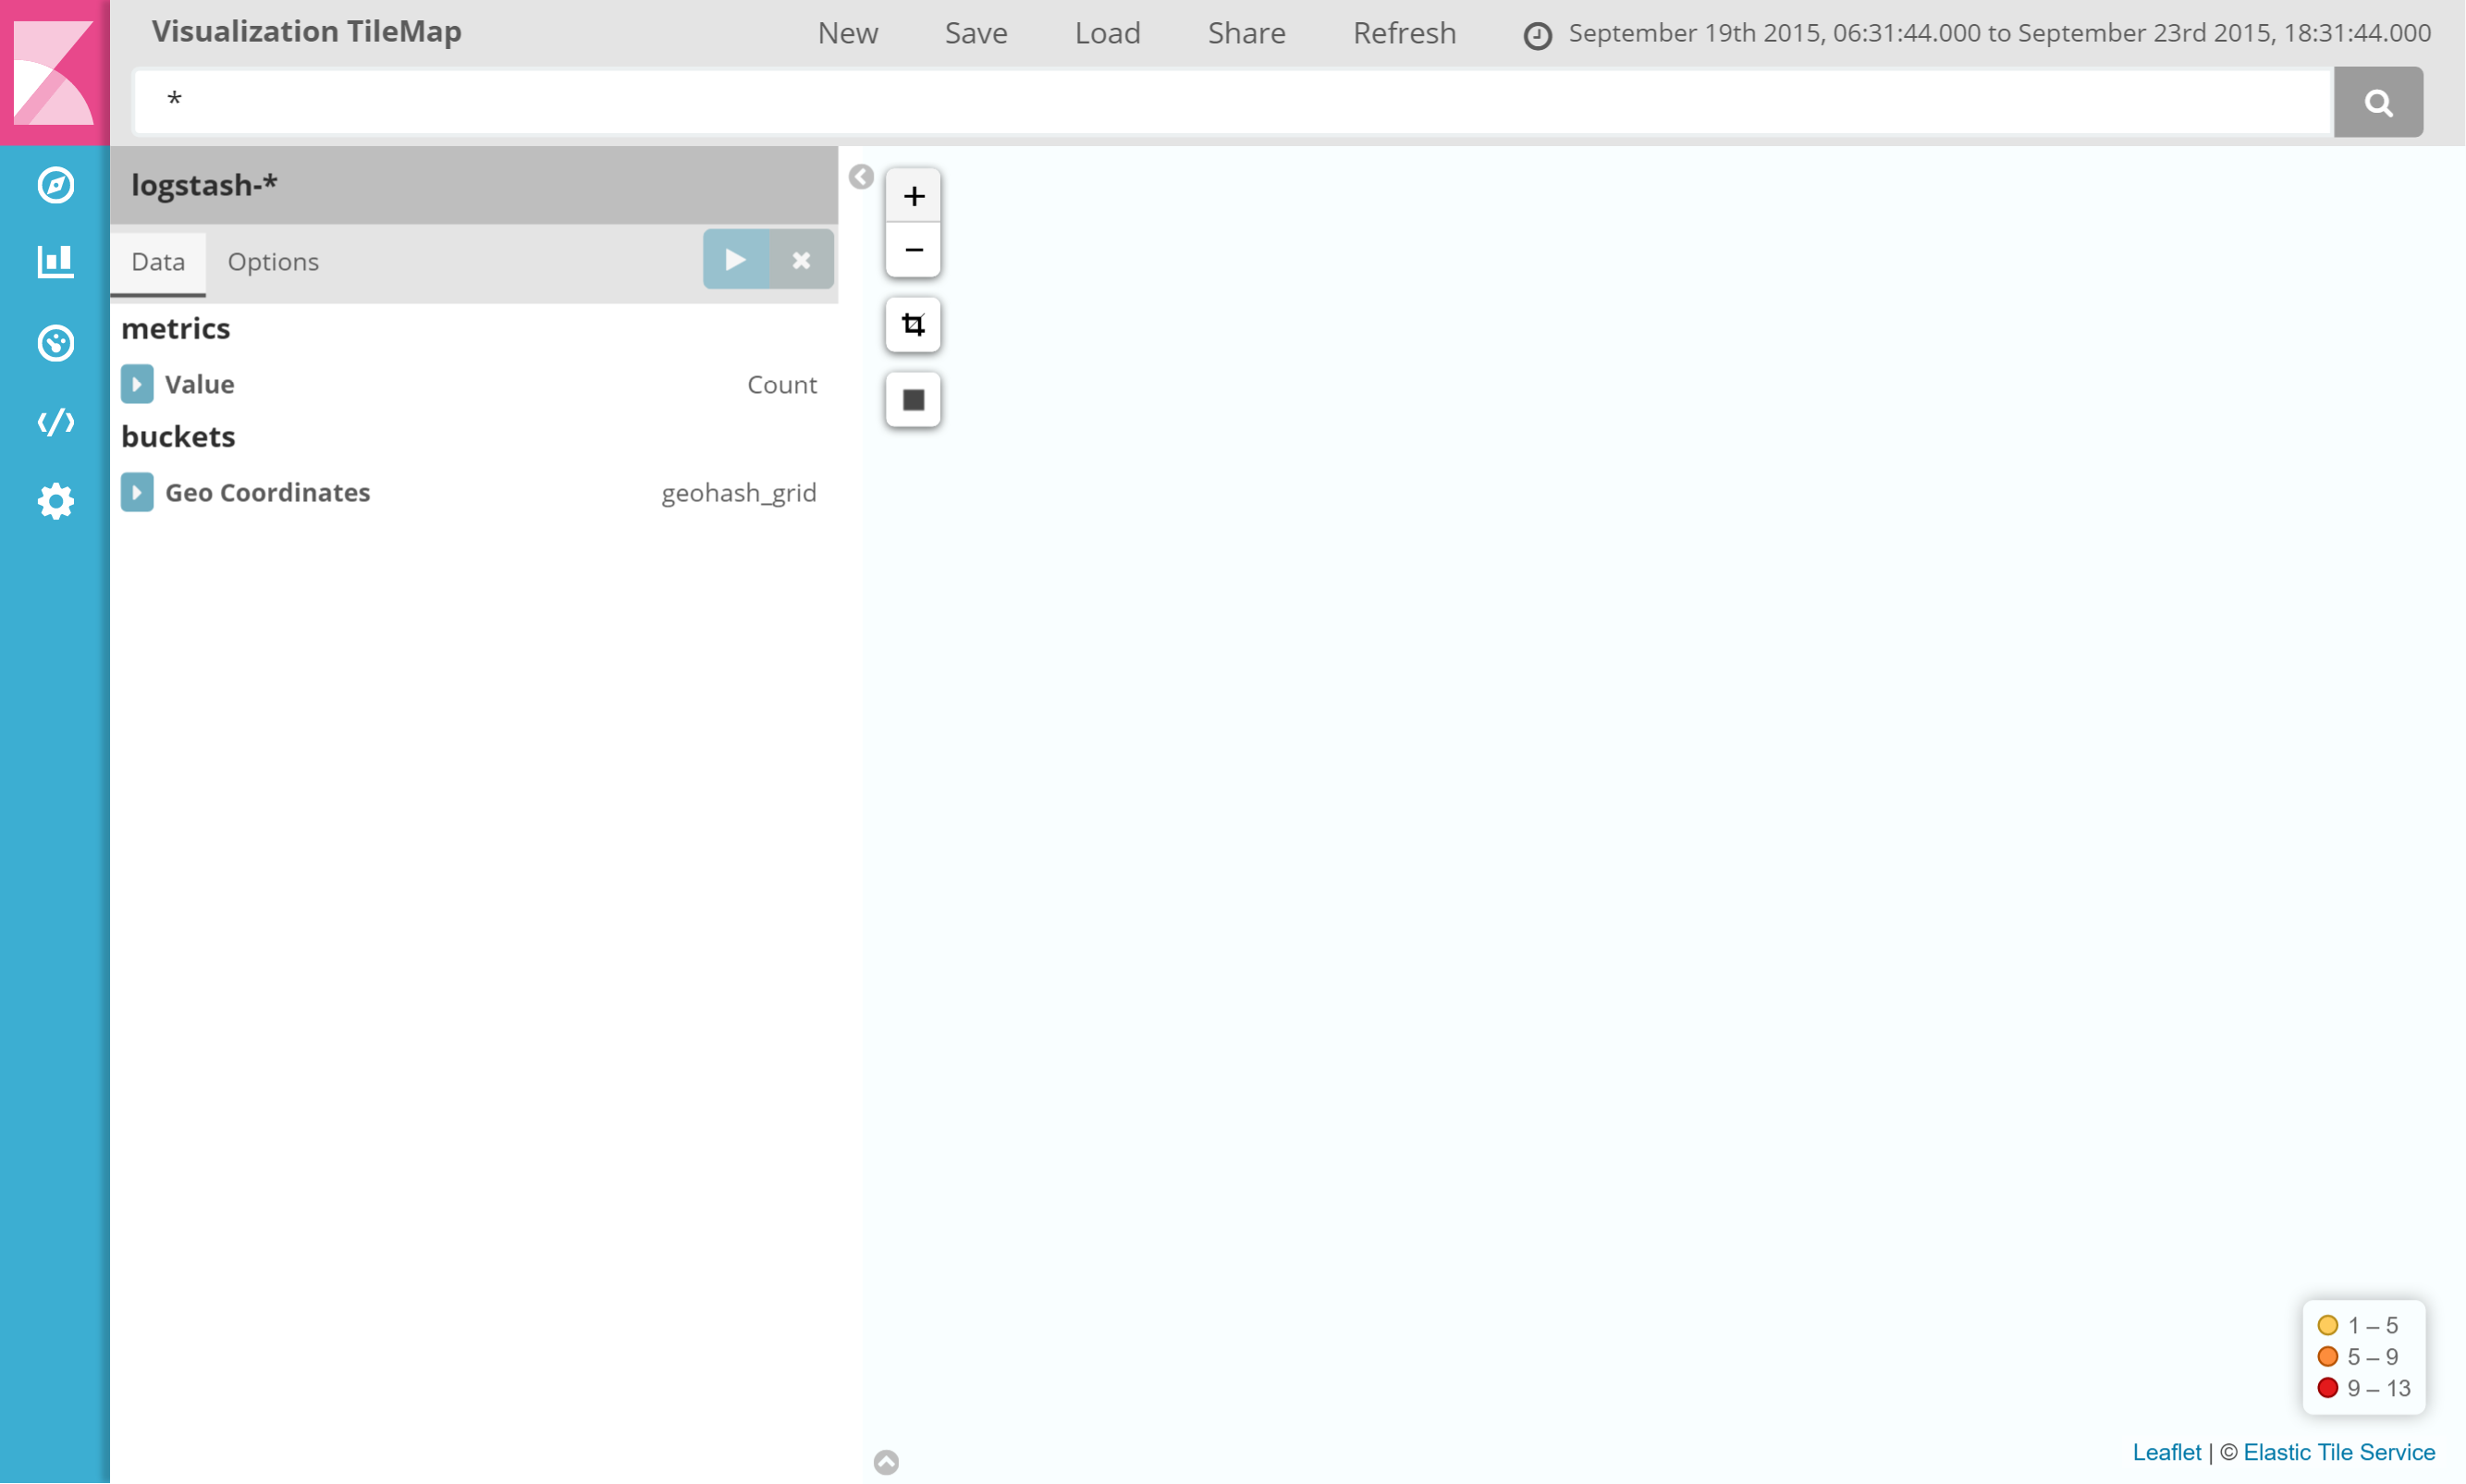 Visualization TileMap
New Save Load Share Refresh September 19th 2015, 06:31:44.000 to September 23rd 2015, 18:31:44.000
*
logstash-*
Data Options
metrics
Value Count
buckets
Geo Coordinates geohash_grid
+
−
1 – 5
5 – 9
9 – 13
Leaflet | © Elastic Tile Service